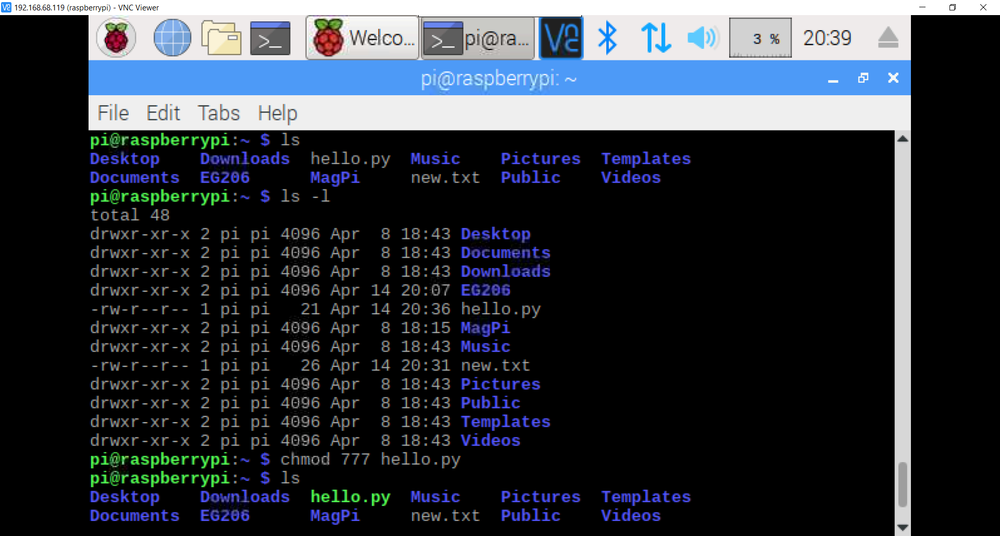 192.168.68.119 (raspberrypi) - VNC Viewer
Welco... pi@ra... 3 % 20:39
pi@raspberrypi: ~
File Edit Tabs Help
pi@raspberrypi:~ $ ls
Desktop    Downloads  hello.py  Music    Pictures  Templates
Documents  EG206      MagPi     new.txt  Public    Videos
pi@raspberrypi:~ $ ls -l
total 48
drwxr-xr-x 2 pi pi 4096 Apr  8 18:43 Desktop
drwxr-xr-x 2 pi pi 4096 Apr  8 18:43 Documents
drwxr-xr-x 2 pi pi 4096 Apr  8 18:43 Downloads
drwxr-xr-x 2 pi pi 4096 Apr 14 20:07 EG206
-rw-r--r-- 1 pi pi   21 Apr 14 20:36 hello.py
drwxr-xr-x 2 pi pi 4096 Apr  8 18:15 MagPi
drwxr-xr-x 2 pi pi 4096 Apr  8 18:43 Music
-rw-r--r-- 1 pi pi   26 Apr 14 20:31 new.txt
drwxr-xr-x 2 pi pi 4096 Apr  8 18:43 Pictures
drwxr-xr-x 2 pi pi 4096 Apr  8 18:43 Public
drwxr-xr-x 2 pi pi 4096 Apr  8 18:43 Templates
drwxr-xr-x 2 pi pi 4096 Apr  8 18:43 Videos
pi@raspberrypi:~ $ chmod 777 hello.py
pi@raspberrypi:~ $ ls
Desktop    Downloads  hello.py  Music    Pictures  Templates
Documents  EG206      MagPi     new.txt  Public    Videos